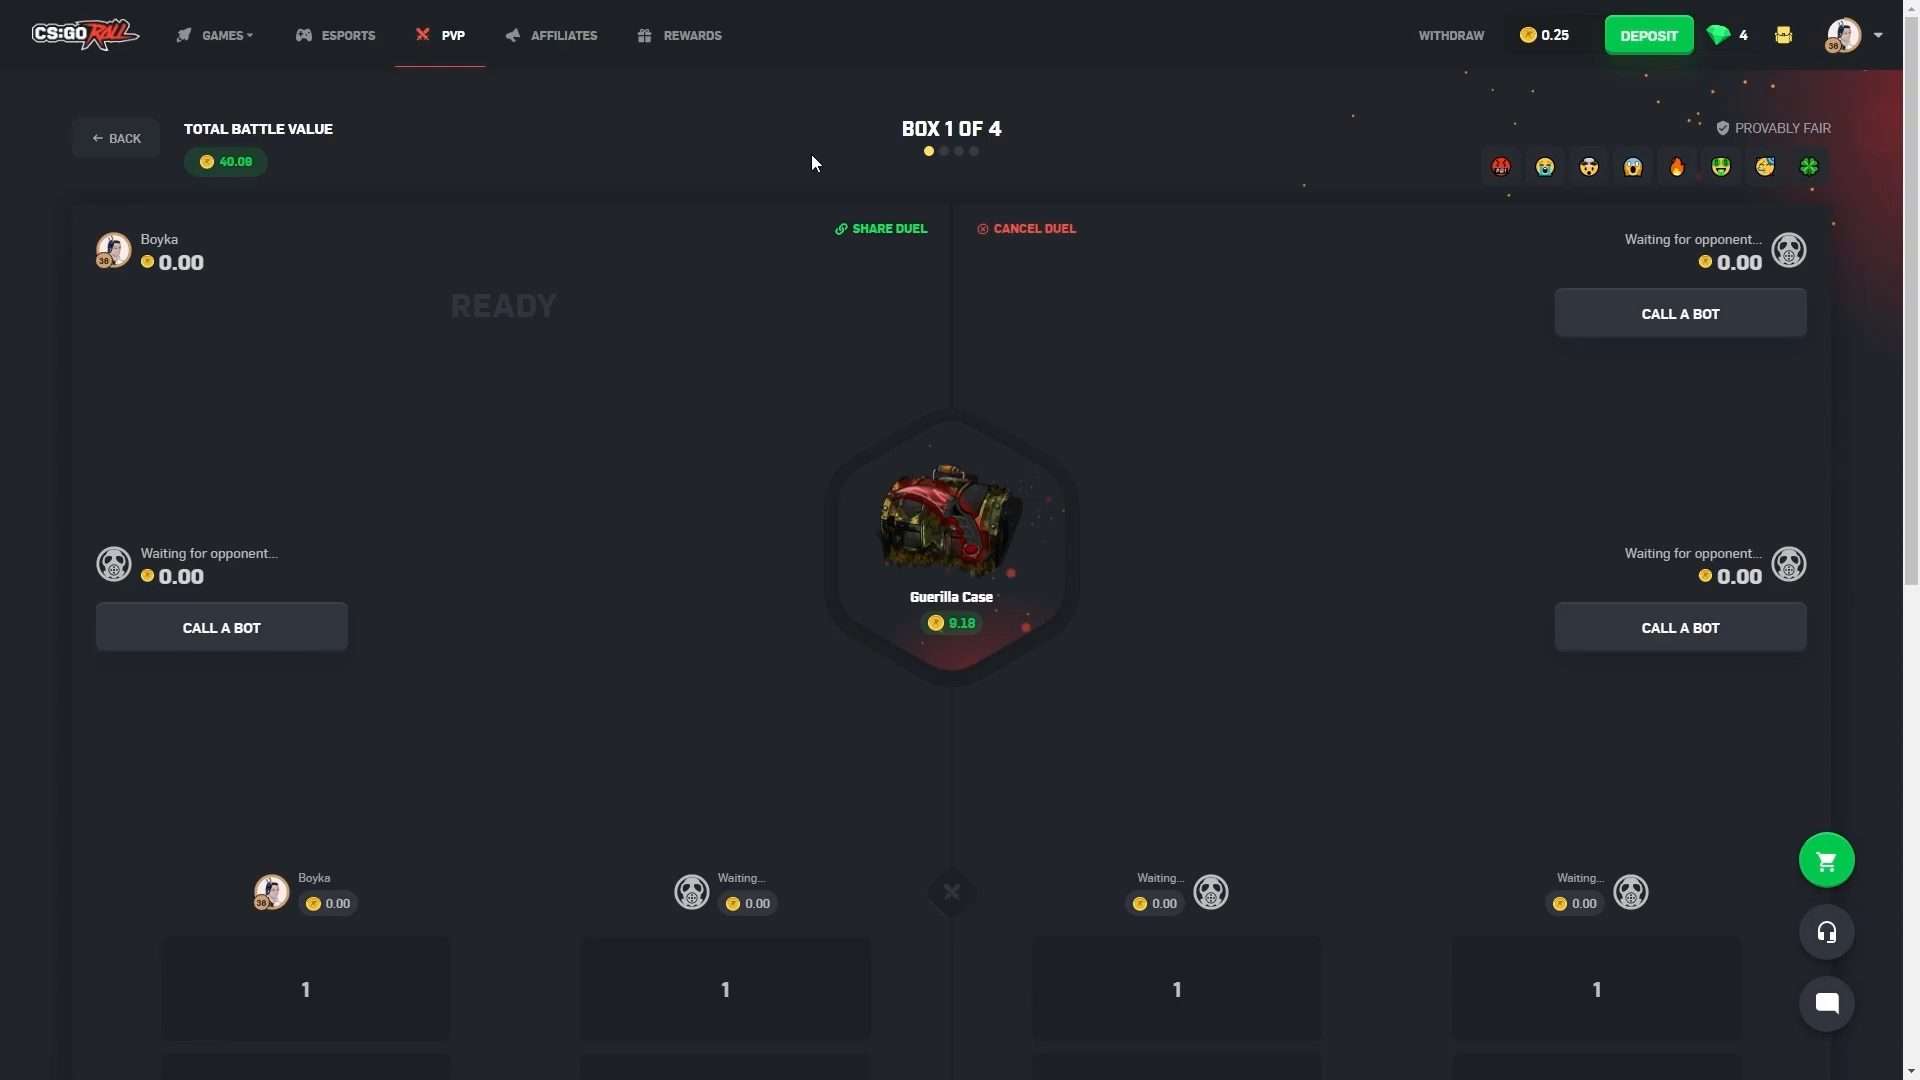 CS:GO ROLL
GAMES
ESPORTS
PVP
AFFILIATES
REWARDS
WITHDRAW
0.25
DEPOSIT
4
36
BACK
TOTAL BATTLE VALUE
40.09
BOX 1 OF 4
PROVABLY FAIR
Boyka
36
0.00
READY
SHARE DUEL
CANCEL DUEL
Waiting for opponent...
0.00
CALL A BOT
Waiting for opponent...
0.00
CALL A BOT
Guerilla Case
9.18
Waiting for opponent...
0.00
CALL A BOT
Boyka
36
0.00
Waiting...
0.00
Waiting...
0.00
Waiting...
0.00
1
1
1
1